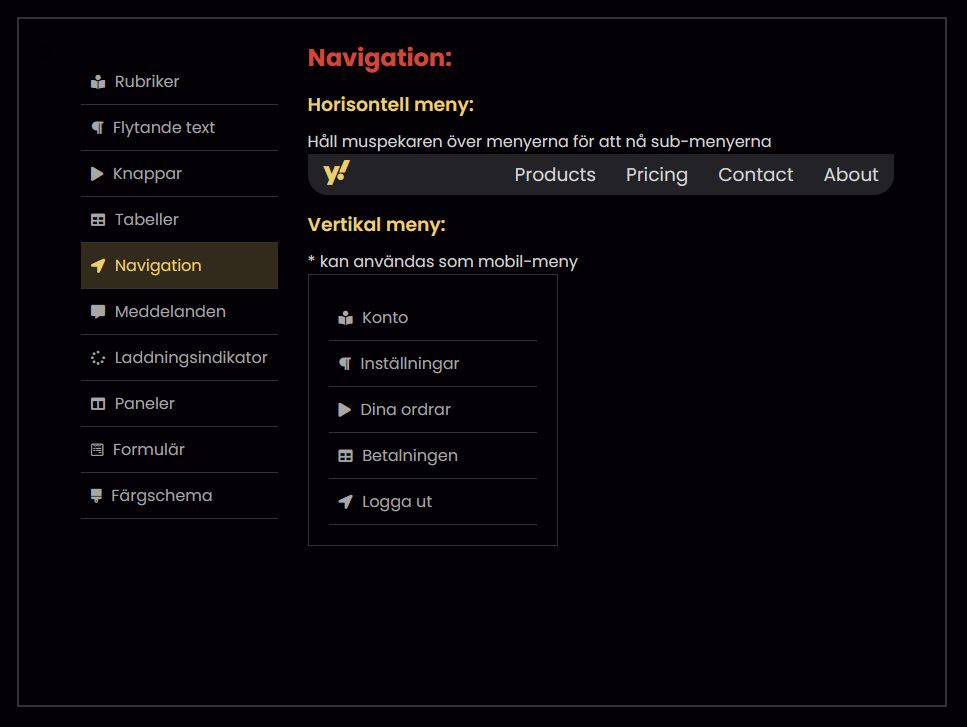 Rubriker
Flytande text
Knappar
Tabeller
Navigation
Meddelanden
Laddningsindikator
Paneler
Formulär
Färgschema
Navigation:
Horisontell meny:
Håll muspekaren över menyerna för att nå sub-menyerna
y! Products Pricing Contact About
Vertikal meny:
* kan användas som mobil-meny
Konto
Inställningar
Dina ordrar
Betalningen
Logga ut